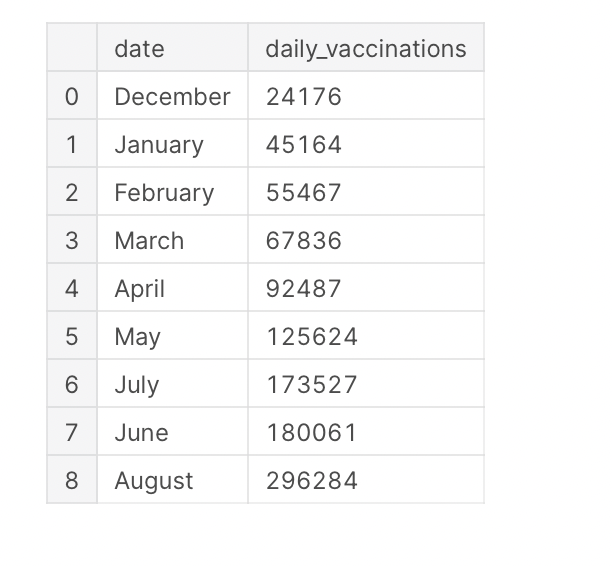 date daily_vaccinations
0 December 24176
1 January 45164
2 February 55467
3 March 67836
4 April 92487
5 May 125624
6 July 173527
7 June 180061
8 August 296284